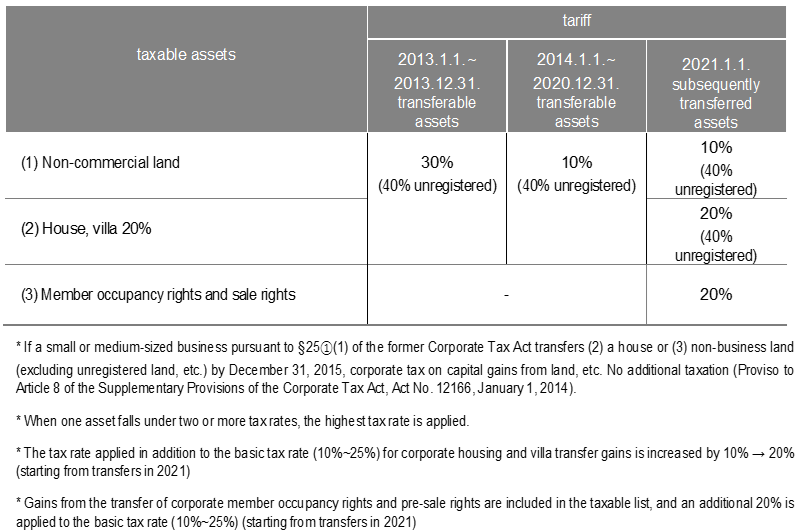 taxable assets
tariff
2013.1.1.~
2013.12.31.
transferable
assets
2014.1.1.~
2020.12.31.
transferable
assets
2021.1.1.
subsequently
transferred
assets
(1) Non-commercial land
30%
(40% unregistered)
10%
(40% unregistered)
10%
(40%
unregistered)
(2) House, villa 20%
20%
(40%
unregistered)
(3) Member occupancy rights and sale rights
-
20%
* If a small or medium-sized business pursuant to §25①(1) of the former Corporate Tax Act transfers (2) a house or (3) non-business land
(excluding unregistered land, etc.) by December 31, 2015, corporate tax on capital gains from land, etc. No additional taxation (Proviso to
Article 8 of the Supplementary Provisions of the Corporate Tax Act, Act No. 12166, January 1, 2014).
* When one asset falls under two or more tax rates, the highest tax rate is applied.
* The tax rate applied in addition to the basic tax rate (10%~25%) for corporate housing and villa transfer gains is increased by 10% → 20%
(starting from transfers in 2021)
* Gains from the transfer of corporate member occupancy rights and pre-sale rights are included in the taxable list, and an additional 20% is
applied to the basic tax rate (10%~25%) (starting from transfers in 2021)